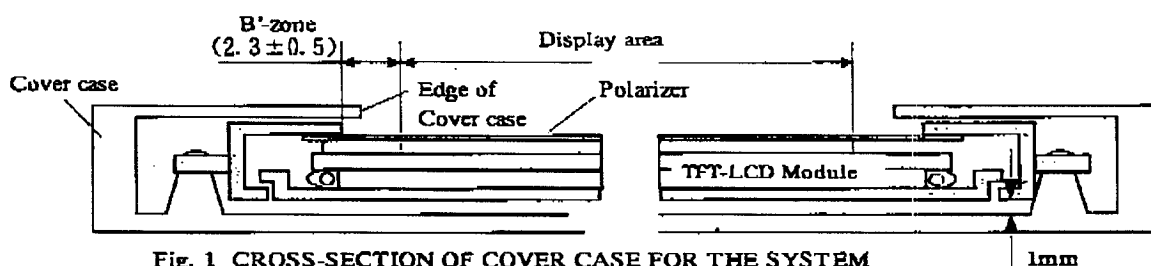 B'-zone
(2.3±0.5)
Display area
Cover case
Edge of
Cover case
Polarizer
TFT-LCD Module
Fig. 1 CROSS-SECTION OF COVER CASE FOR THE SYSTEM
1mm